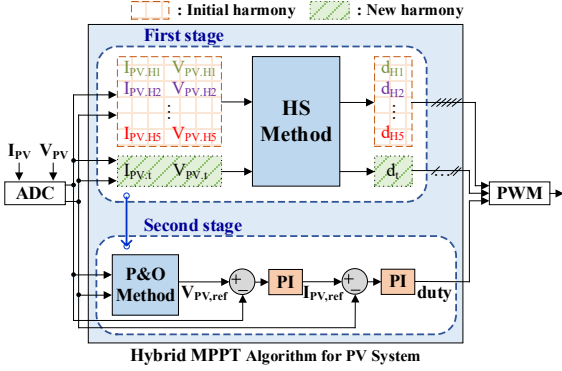 : Initial harmony : New harmony
First stage
I_PV,H1 V_PV,H1 d_H1
I_PV,H2 V_PV,H2 d_H2
⋮ ⋮
I_PV,H5 V_PV,H5 d_H5
HS
Method
I_PV,t V_PV,t d_t
...
I_PV V_PV
ADC
PWM
Second stage
P&O
Method
V_PV,ref
+
−
PI
I_PV,ref
+
−
PI
duty
Hybrid MPPT Algorithm for PV System